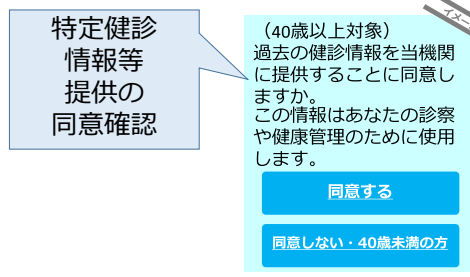 特定健診
情報等
提供の
同意確認
イメー
（40歳以上対象）
過去の健診情報を当機関
に提供することに同意し
ますか。
この情報はあなたの診察
や健康管理のために使用
します。
同意する
同意しない・40歳未満の方